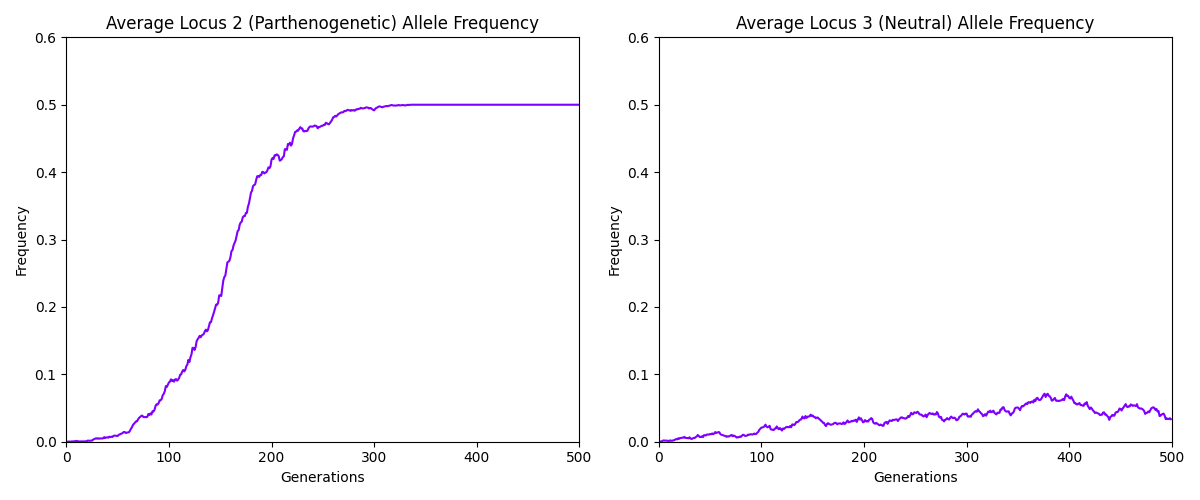 Average Locus 2 (Parthenogenetic) Allele Frequency
Frequency
0.6
0.5
0.4
0.3
0.2
0.1
0.0
0 100 200 300 400 500
Generations
Average Locus 3 (Neutral) Allele Frequency
Frequency
0.6
0.5
0.4
0.3
0.2
0.1
0.0
0 100 200 300 400 500
Generations